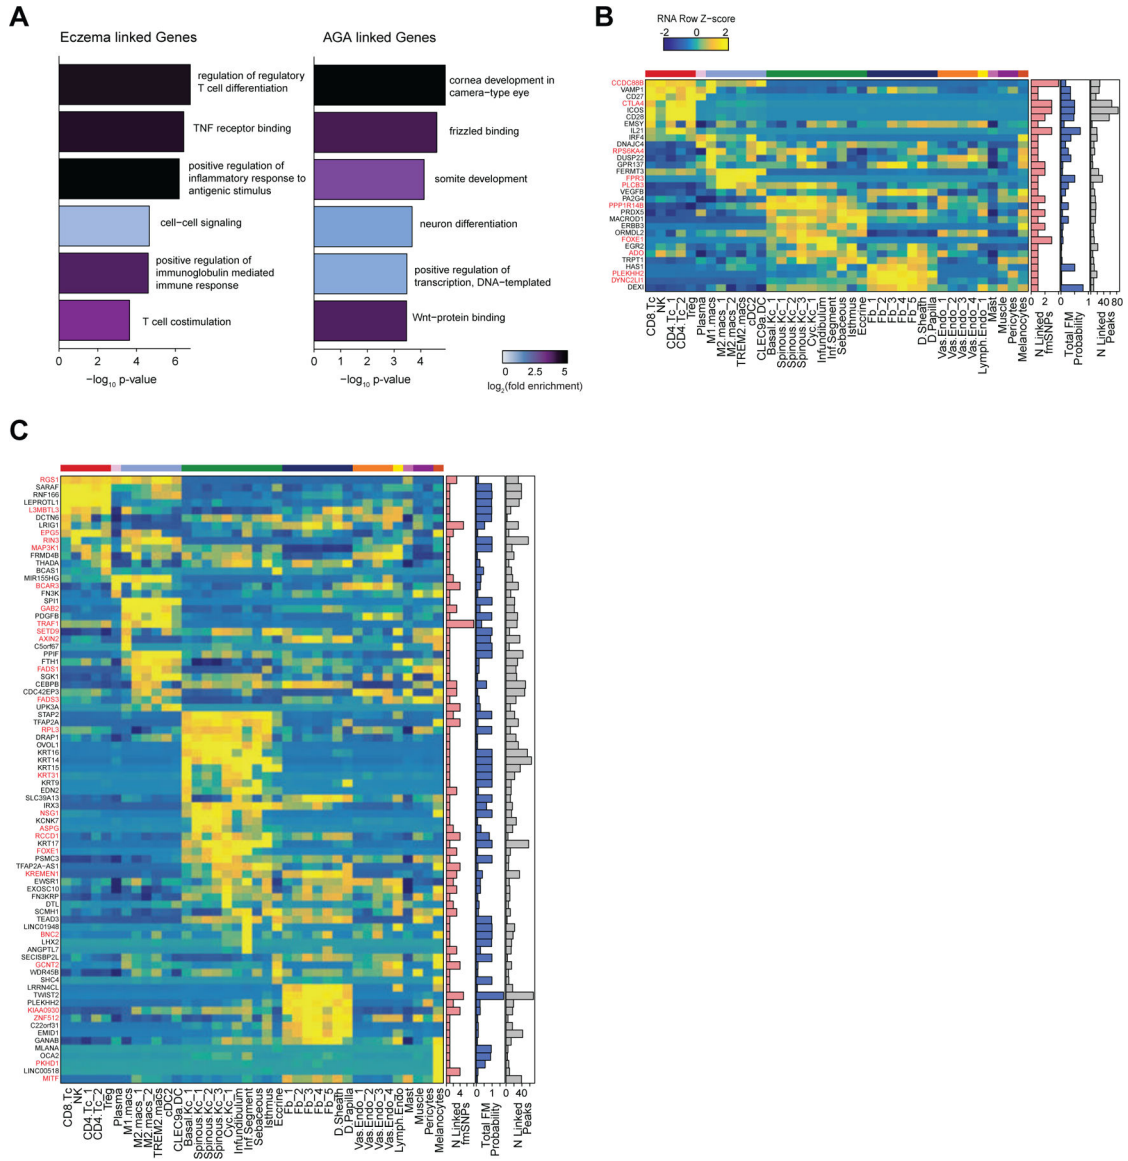 A
Eczema linked Genes
regulation of regulatory
T cell differentiation
TNF receptor binding
positive regulation of
inflammatory response to
antigenic stimulus
cell−cell signaling
positive regulation of
immunoglobulin mediated
immune response
T cell costimulation
0 2 4 6
−log10 p-value
AGA linked Genes
cornea development in
camera-type eye
frizzled binding
somite development
neuron differentiation
positive regulation of
transcription, DNA-templated
Wnt-protein binding
0 1 2 3 4
−log10 p-value
0 2.5 5
log2(fold enrichment)
B
RNA Row Z-score
-2 0 2
CCDC88B
VAMP1
CD27
CTLA4
ICOS
CD28
EMSY
IL21
IRF4
DNAJC4
RPS6KA4
DUSP22
GPR137
FERMT3
FPR3
PLCB3
VEGFB
PA2G4
PPP1R14B
PRDX5
MACROD1
ERBB3
ORMDL2
FOXE1
EGR2
ADO
TRPT1
HAS1
PLEKHH2
DYNC2LI1
DEXI
CD8.Tc
NK
CD4.Tc_1
CD4.Tc_2
Treg
Plasma
M1.macs
M2.macs_1
M2.macs_2
TREM2.macs
cDC2
CLEC9a.DC
Basal.Kc_1
Spinous.Kc_1
Spinous.Kc_2
Spinous.Kc_3
Cyc.Kc_1
Infundibulum
Inf.Segment
Sebaceous
Isthmus
Eccrine
Fb_1
Fb_2
Fb_3
Fb_4
Fb_5
D.Sheath
D.Papilla
Vas.Endo_1
Vas.Endo_2
Vas.Endo_3
Vas.Endo_4
Lymph.Endo_1
Mast
Muscle
Pericytes
Melanocytes
0 2
N Linked
fmSNPs
0 1
Total FM
Probability
0 40 80
N Linked
Peaks
C
RGS1
SARAF
RNF166
LEPROTL1
L3MBTL3
DCTN6
LRIG1
EPG5
RIN3
MAP3K1
FRMD4B
THADA
BCAS1
MIR155HG
BCAR3
FN3K
SPI1
GAB2
PDGFB
TRAF1
SETD9
AXIN2
C5orf67
PPIF
FTH1
FADS1
SGK1
CEBPB
CDC42EP3
FADS3
UPK3A
STAP2
TFAP2A
RPL3
DRAP1
OVOL1
KRT16
KRT14
KRT15
KRT31
KRT9
EDN2
SLC39A13
IRX3
NSG1
KCNK7
ASPG
RCCD1
KRT17
FOXE1
PSMC3
TFAP2A−AS1
KREMEN1
EWSR1
EXOSC10
FN3KRP
DTL
SCMH1
TEAD3
LINC01948
BNC2
LHX2
ANGPTL7
SECISBP2L
GCNT2
WDR45B
SHC4
LRRN4CL
TWIST2
PLEKHH2
KIAA0930
ZNF512
C22orf31
EMID1
GANAB
MLANA
OCA2
PKHD1
LINC00518
MITF
CD8.Tc
NK
CD4.Tc_1
CD4.Tc_2
Treg
Plasma
M1.macs
M2.macs_1
M2.macs_2
TREM2.macs
cDC2
CLEC9a.DC
Basal.Kc_1
Spinous.Kc_1
Spinous.Kc_2
Spinous.Kc_3
Cyc.Kc_1
Infundibulum
Inf.Segment
Sebaceous
Isthmus
Eccrine
Fb_1
Fb_2
Fb_3
Fb_4
Fb_5
D.Sheath
D.Papilla
Vas.Endo_1
Vas.Endo_2
Vas.Endo_3
Vas.Endo_4
Lymph.Endo
Mast
Muscle
Pericytes
Melanocytes
0 4
N Linked
fmSNPs
0 1
Total FM
Probability
0 40
N Linked
Peaks